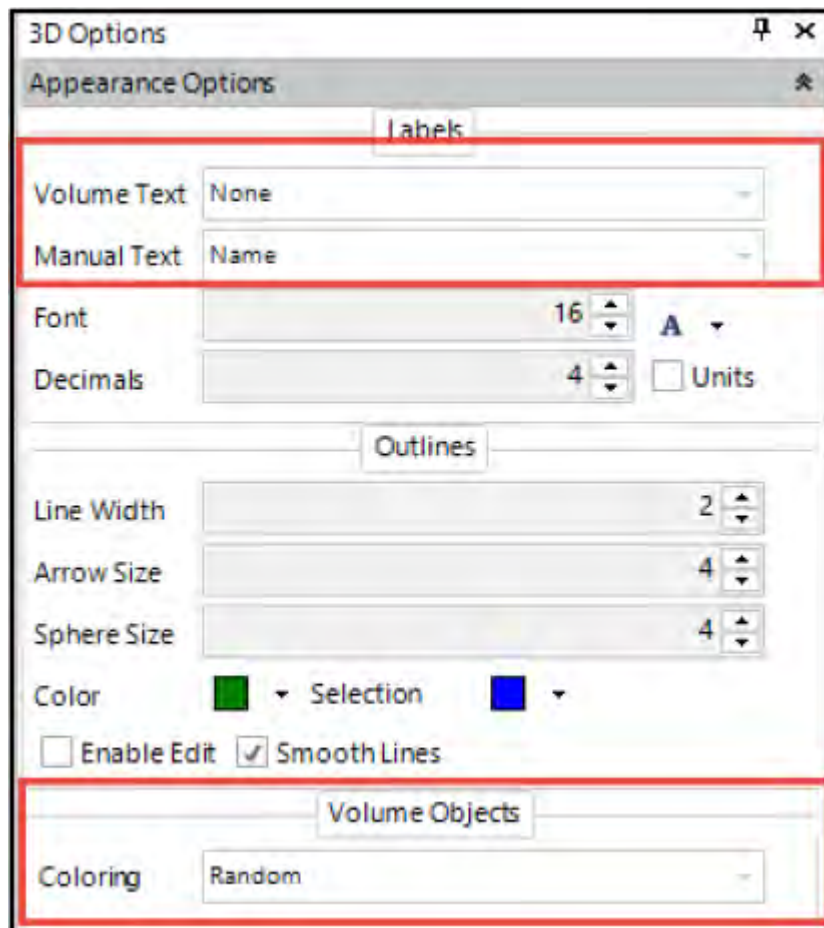 3D Options
Appearance Options
Labels
Volume Text None
Manual Text Name
Font 16 A
Decimals 4 Units
Outlines
Line Width 2
Arrow Size 4
Sphere Size 4
Color Selection
Enable Edit Smooth Lines
Volume Objects
Coloring Random